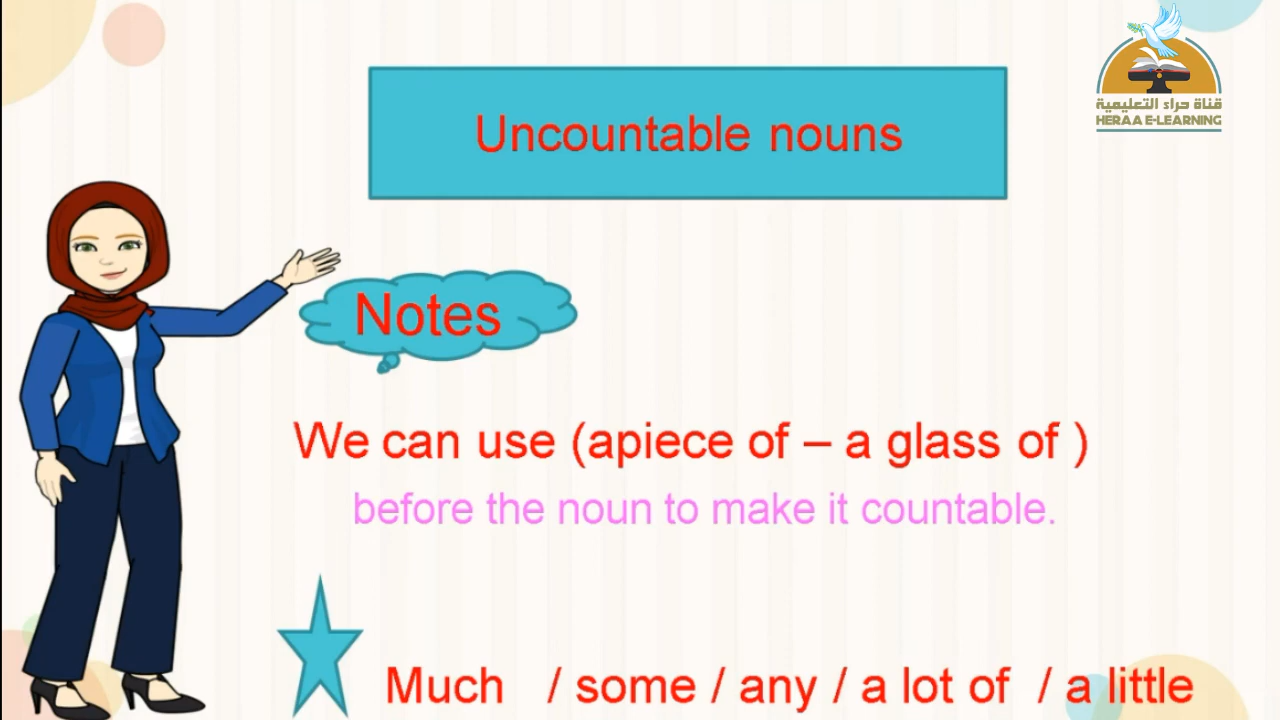 قناة حراء التعليمية
HERAA E-LEARNING
Uncountable nouns
Notes
We can use (apiece of – a glass of )
before the noun to make it countable.
Much / some / any / a lot of / a little